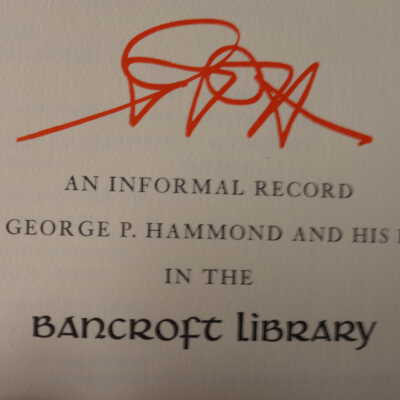 AN INFORMAL RECORD
GEORGE P. HAMMOND AND HIS
IN THE
BANCROFT LIBRARY